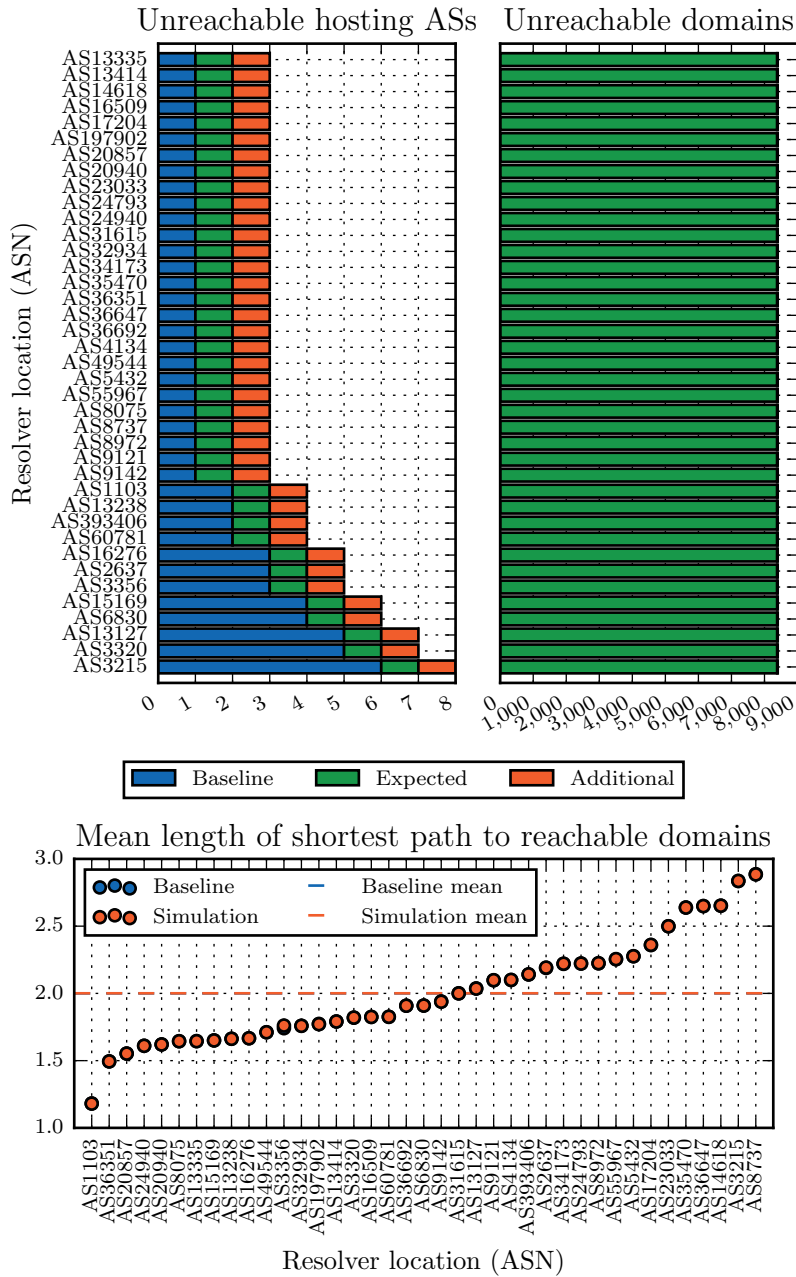 Unreachable hosting ASs
Unreachable domains
Resolver location (ASN)
AS13335
AS13414
AS14618
AS16509
AS17204
AS197902
AS20857
AS20940
AS23033
AS24793
AS24940
AS31615
AS32934
AS34173
AS35470
AS36351
AS36647
AS36692
AS4134
AS49544
AS5432
AS55967
AS8075
AS8737
AS8972
AS9121
AS9142
AS1103
AS13238
AS393406
AS60781
AS16276
AS2637
AS3356
AS15169
AS6830
AS13127
AS3320
AS3215
0 1 2 3 4 5 6 7 8
0 1,000 2,000 3,000 4,000 5,000 6,000 7,000 8,000 9,000
Baseline Expected Additional
Mean length of shortest path to reachable domains
3.0
2.5
2.0
1.5
1.0
Baseline
Baseline mean
Simulation
Simulation mean
AS1103
AS36351
AS20857
AS24940
AS20940
AS8075
AS13335
AS15169
AS13238
AS16276
AS49544
AS3356
AS32934
AS197902
AS13414
AS3320
AS16509
AS60781
AS36692
AS6830
AS9142
AS31615
AS13127
AS9121
AS4134
AS393406
AS2637
AS34173
AS24793
AS8972
AS55967
AS5432
AS17204
AS23033
AS35470
AS36647
AS14618
AS3215
AS8737
Resolver location (ASN)